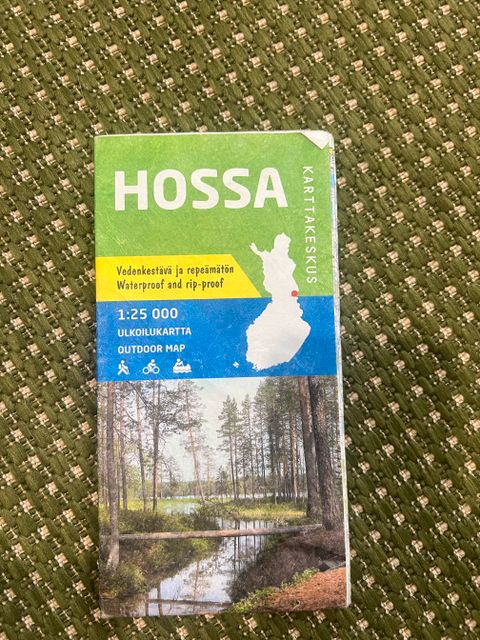 HOSSA
KARTTAKESKUS
Vedenkestävä ja repeämätön
Waterproof and rip-proof
1:25 000
ULKOILUKARTTA
OUTDOOR MAP